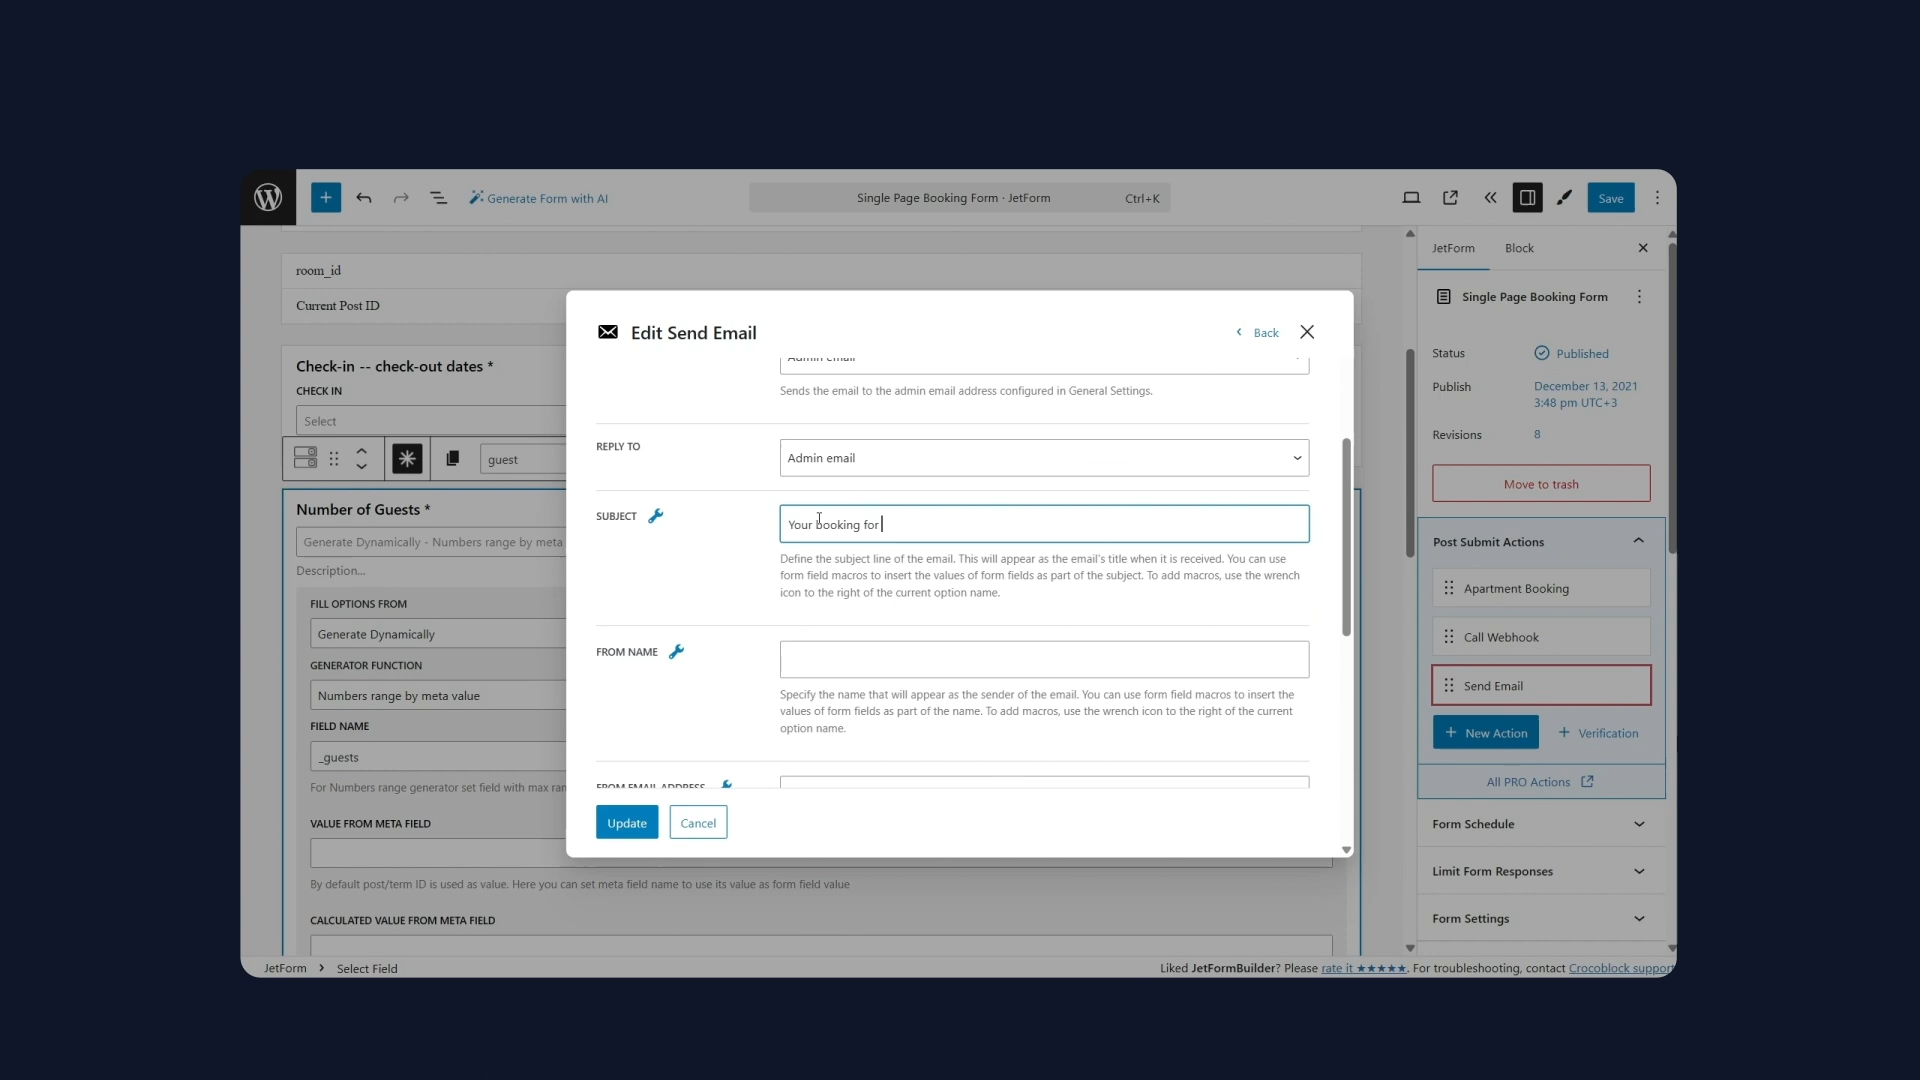 Generate Form with AI
Single Page Booking Form · JetForm
Ctrl+K
Save
room_id
Current Post ID
Check-in -- check-out dates *
CHECK IN
Select
guest
Number of Guests *
Generate Dynamically - Numbers range by meta
Description...
FILL OPTIONS FROM
Generate Dynamically
GENERATOR FUNCTION
Numbers range by meta value
FIELD NAME
_guests
For Numbers range generator set field with max ran
VALUE FROM META FIELD
By default post/term ID is used as value. Here you can set meta field name to use its value as form field value
CALCULATED VALUE FROM META FIELD
Edit Send Email
Back
Admin email
Sends the email to the admin email address configured in General Settings.
REPLY TO
Admin email
SUBJECT
Your booking for
Define the subject line of the email. This will appear as the email's title when it is received. You can use
form field macros to insert the values of form fields as part of the subject. To add macros, use the wrench
icon to the right of the current option name.
FROM NAME
Specify the name that will appear as the sender of the email. You can use form field macros to insert the
values of form fields as part of the name. To add macros, use the wrench icon to the right of the current
option name.
FROM EMAIL ADDRESS
Update
Cancel
JetForm
Block
Single Page Booking Form
Status
Published
Publish
December 13, 2021
3:48 pm UTC+3
Revisions
8
Move to trash
Post Submit Actions
Apartment Booking
Call Webhook
Send Email
New Action
Verification
All PRO Actions
Form Schedule
Limit Form Responses
Form Settings
JetForm
Select Field
Liked JetFormBuilder? Please rate it ★★★★★. For troubleshooting, contact Crocoblock support